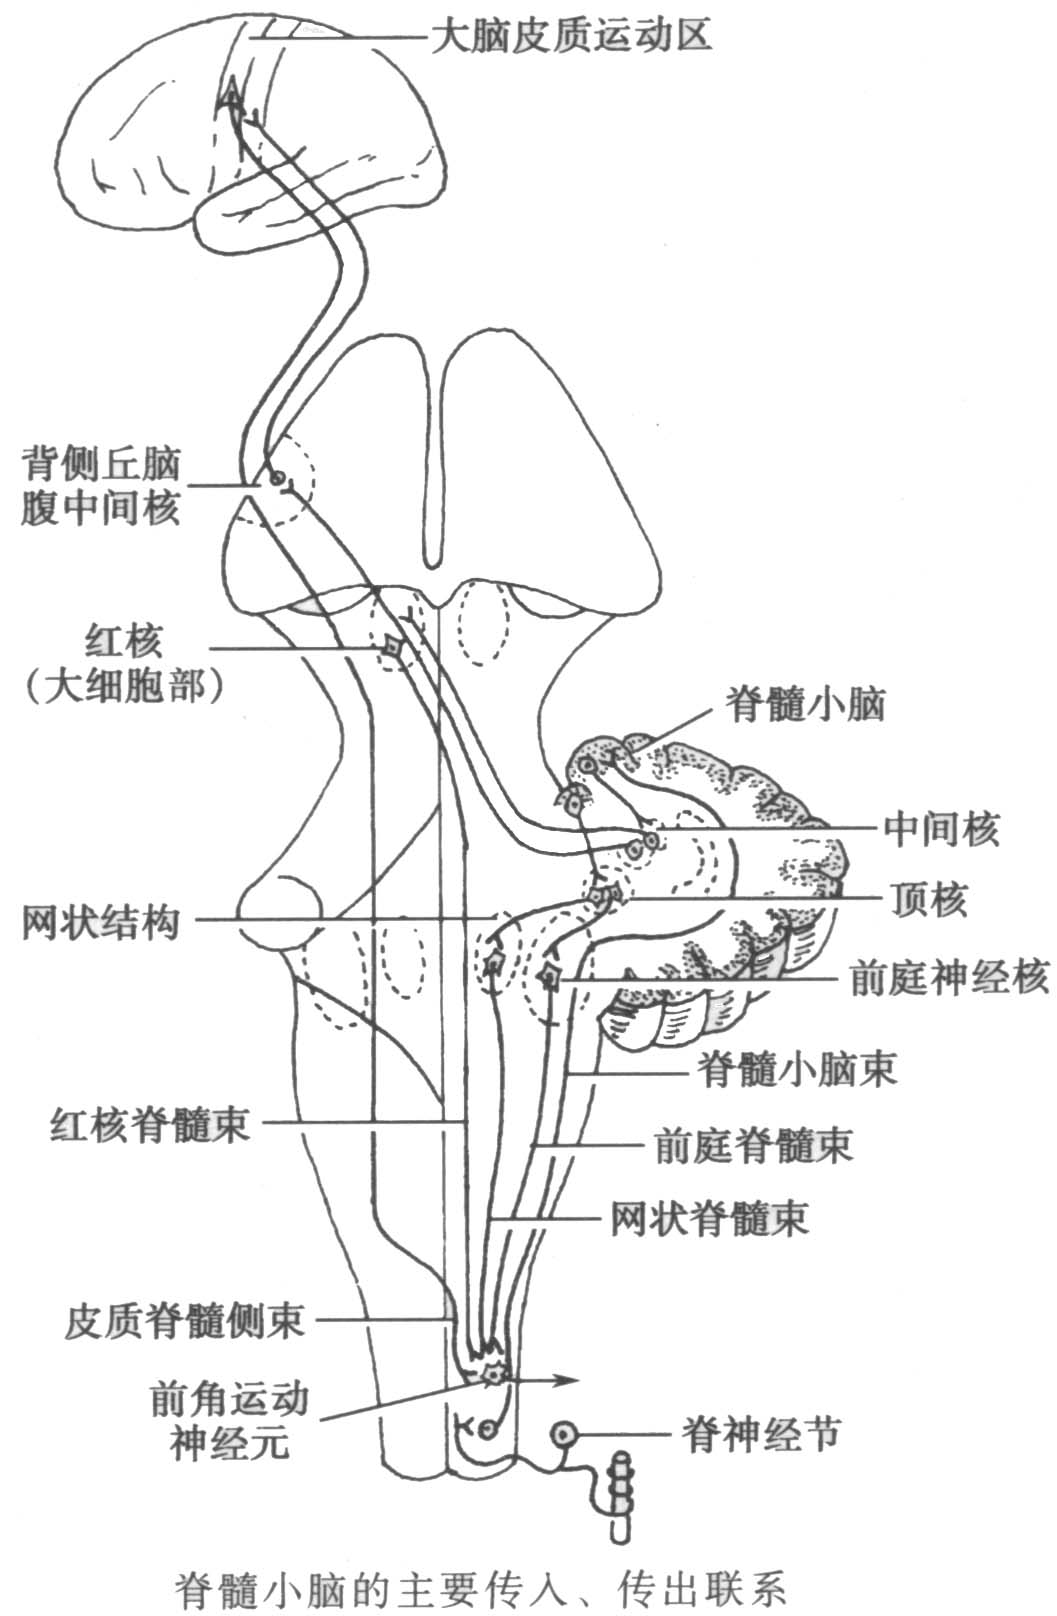 大脑皮质运动区
背侧丘脑
腹中间核
红核
（大细胞部）
脊髓小脑
中间核
顶核
网状结构
前庭神经核
脊髓小脑束
红核脊髓束
前庭脊髓束
网状脊髓束
皮质脊髓侧束
前角运动
神经元
脊神经节
脊髓小脑的主要传入、传出联系